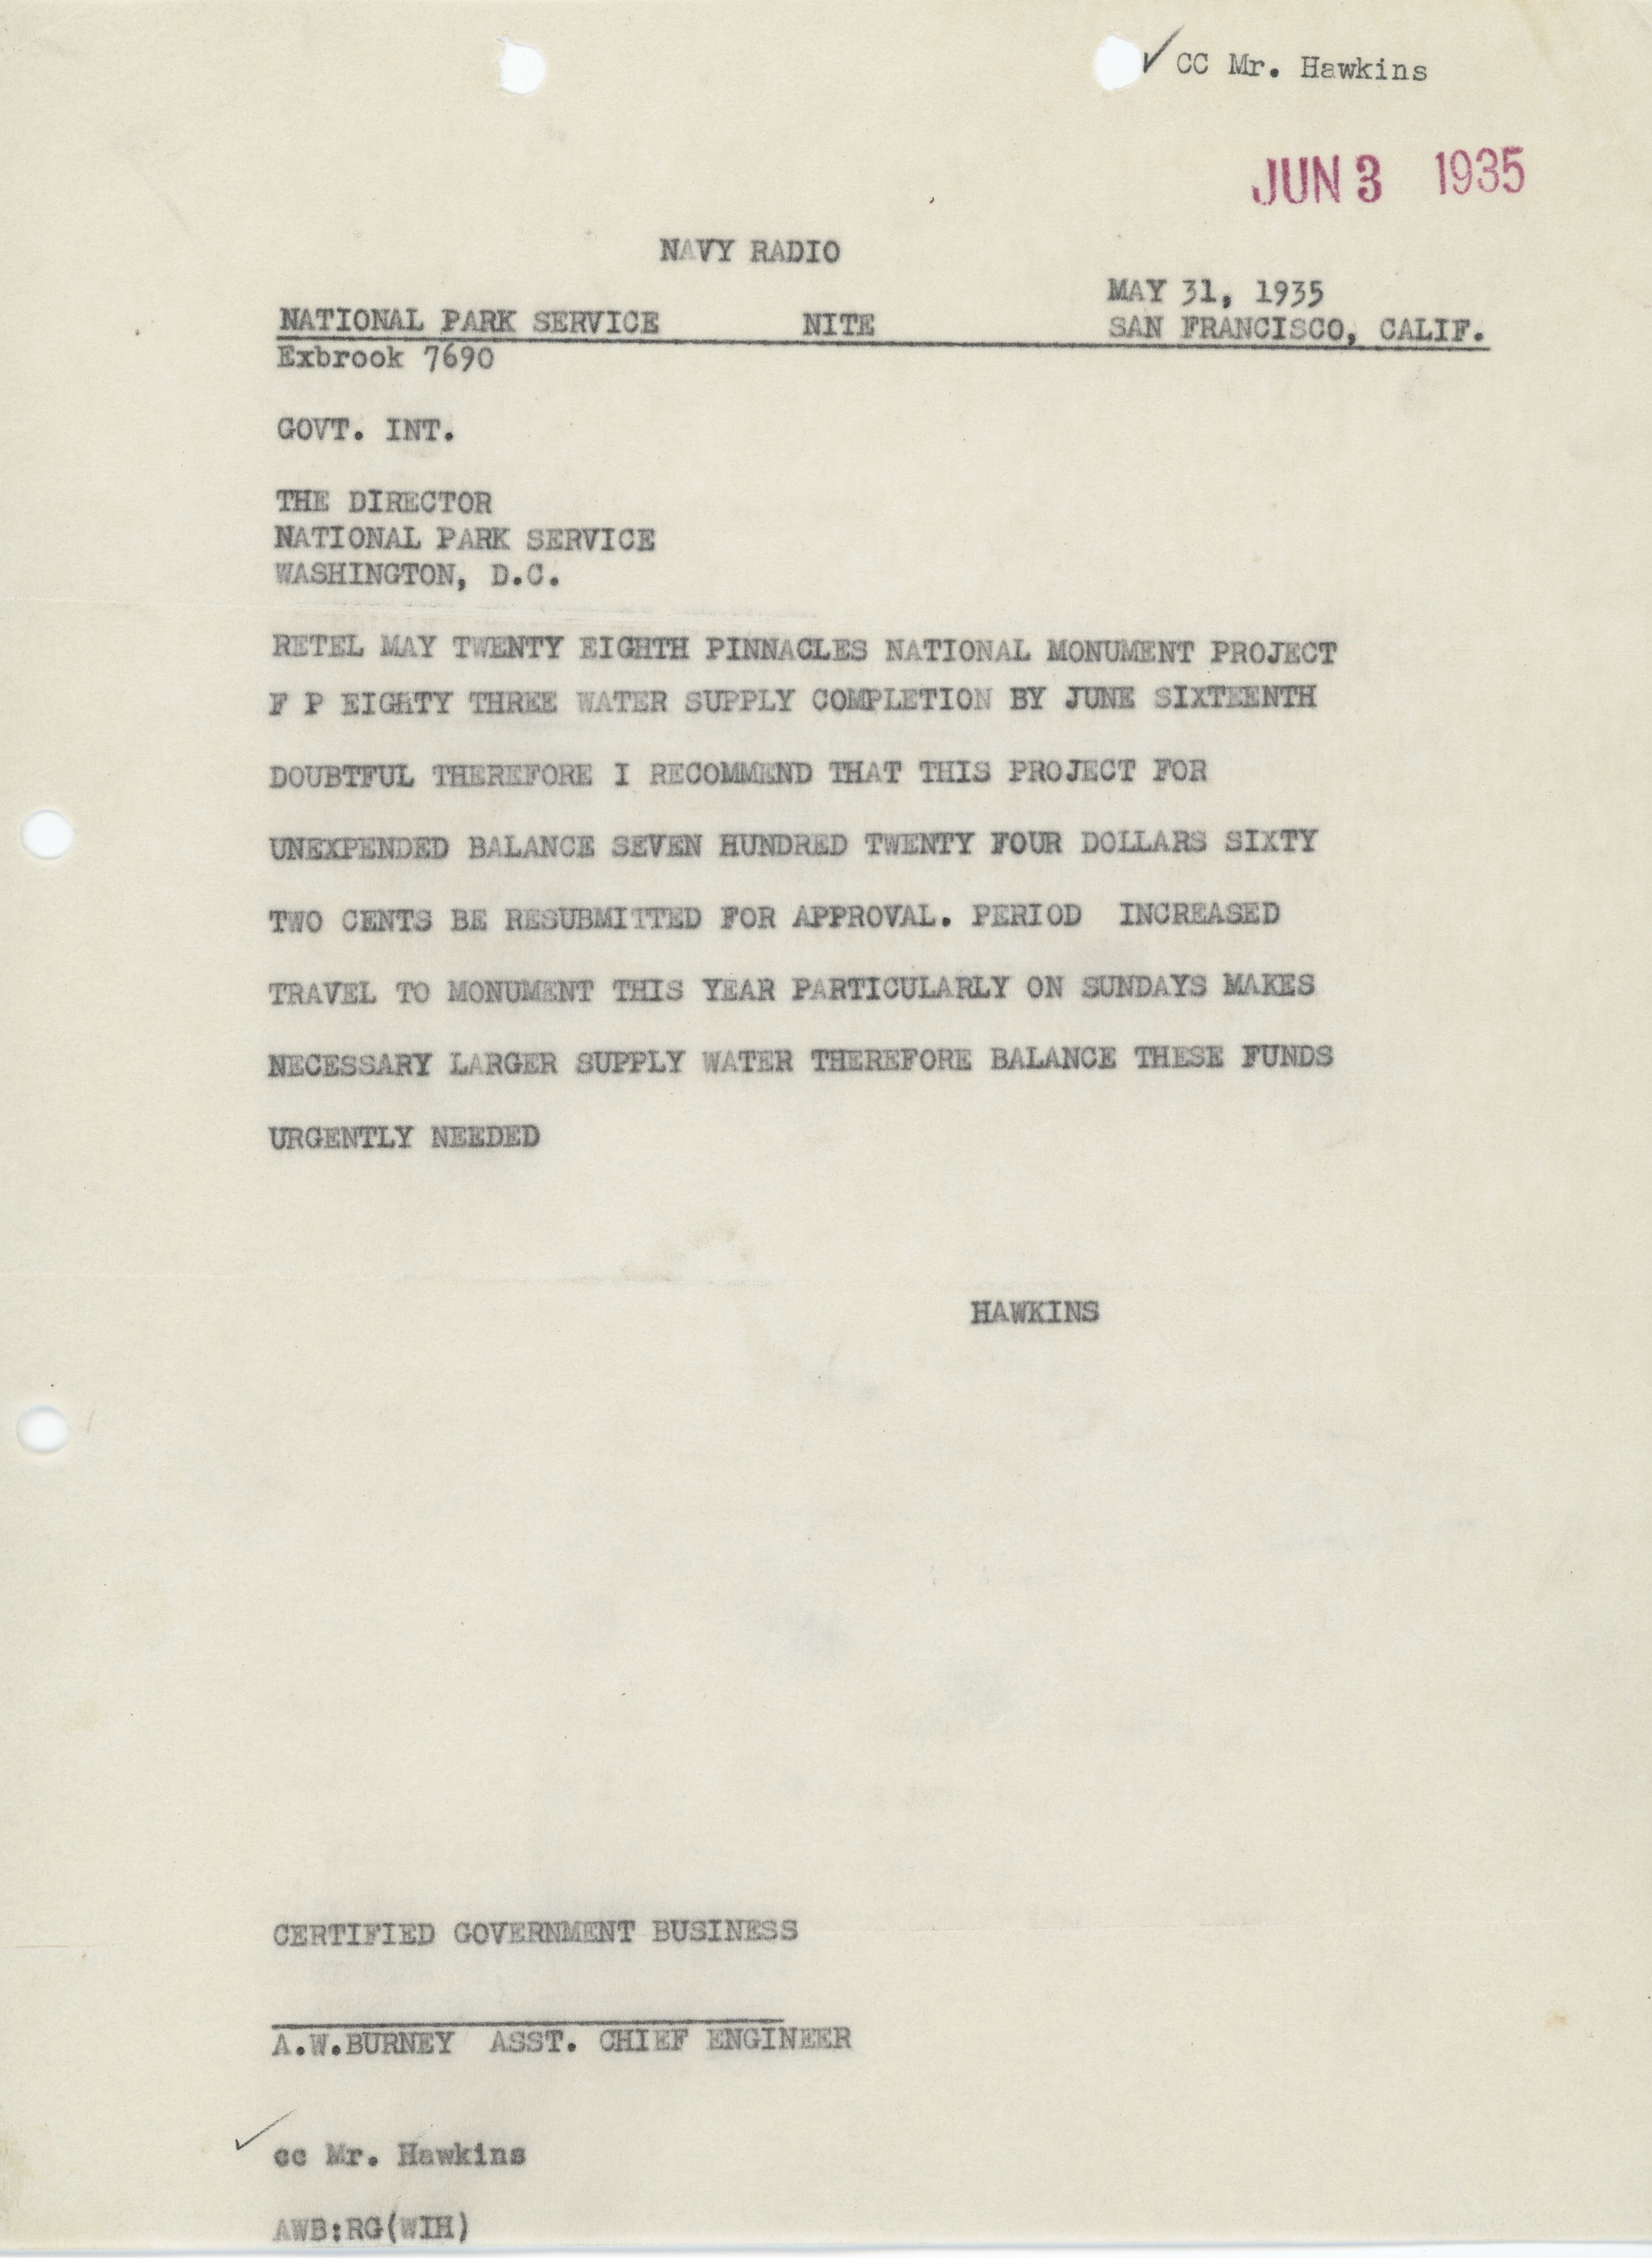 ✓ CC Mr. Hawkins
JUN 3 1935
NAVY RADIO
MAY 31, 1935
NATIONAL PARK SERVICE NITE SAN FRANCISCO, CALIF.
Exbrook 7690
GOVT. INT.
THE DIRECTOR
NATIONAL PARK SERVICE
WASHINGTON, D.C.
RETEL MAY TWENTY EIGHTH PINNACLES NATIONAL MONUMENT PROJECT
F P EIGHTY THREE WATER SUPPLY COMPLETION BY JUNE SIXTEENTH
DOUBTFUL THEREFORE I RECOMMEND THAT THIS PROJECT FOR
UNEXPENDED BALANCE SEVEN HUNDRED TWENTY FOUR DOLLARS SIXTY
TWO CENTS BE RESUBMITTED FOR APPROVAL. PERIOD INCREASED
TRAVEL TO MONUMENT THIS YEAR PARTICULARLY ON SUNDAYS MAKES
NECESSARY LARGER SUPPLY WATER THEREFORE BALANCE THESE FUNDS
URGENTLY NEEDED
HAWKINS
CERTIFIED GOVERNMENT BUSINESS
A.W.BURNEY ASST. CHIEF ENGINEER
✓ cc Mr. Hawkins
AWB:RG(WIH)